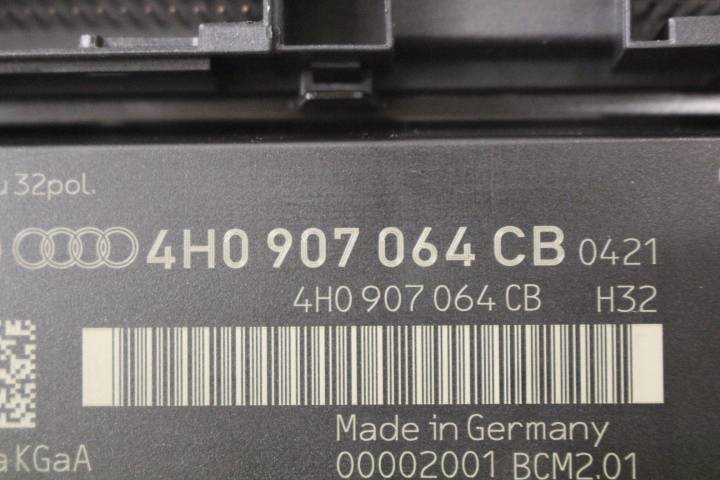 32pol.
4H0 907 064 CB 0421
4H0 907 064 CB H32
Made in Germany
KGaA
00002001 BCM2.01